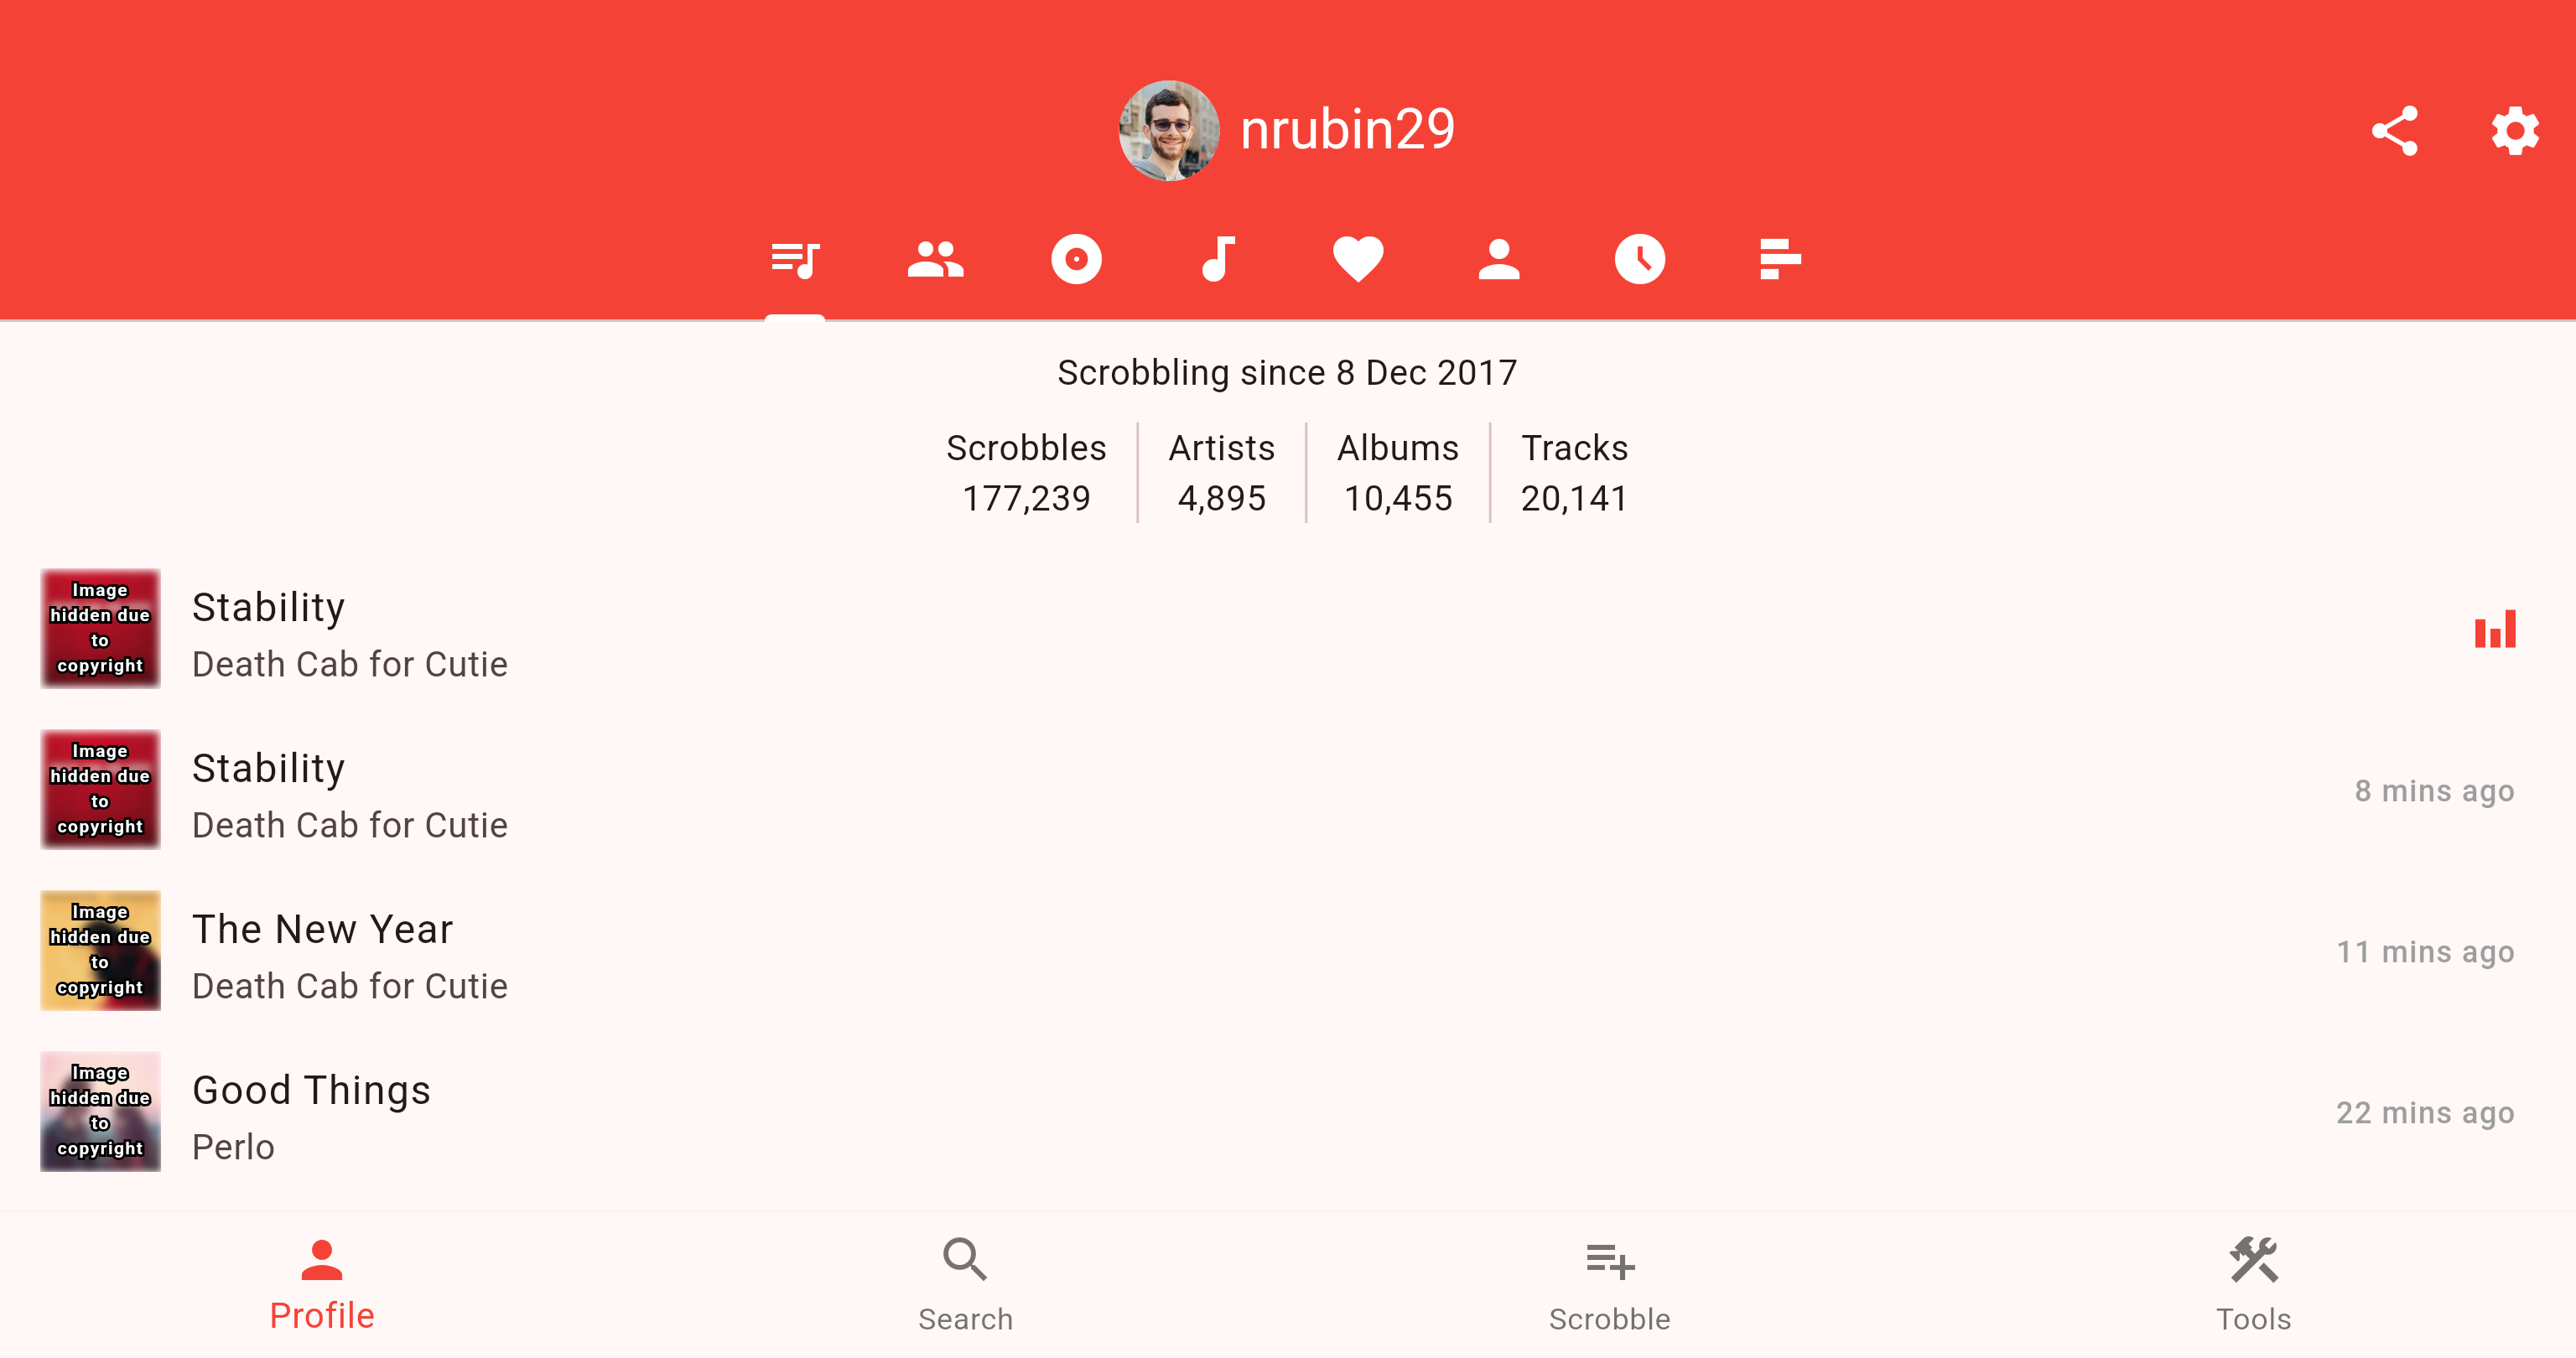 nrubin29
Scrobbling since 8 Dec 2017
Scrobbles Artists Albums Tracks
177,239 4,895 10,455 20,141
Image
hidden due
to
copyright
Stability
Death Cab for Cutie
Image
hidden due
to
copyright
Stability
Death Cab for Cutie
8 mins ago
Image
hidden due
to
copyright
The New Year
Death Cab for Cutie
11 mins ago
Image
hidden due
to
copyright
Good Things
Perlo
22 mins ago
Profile Search Scrobble Tools